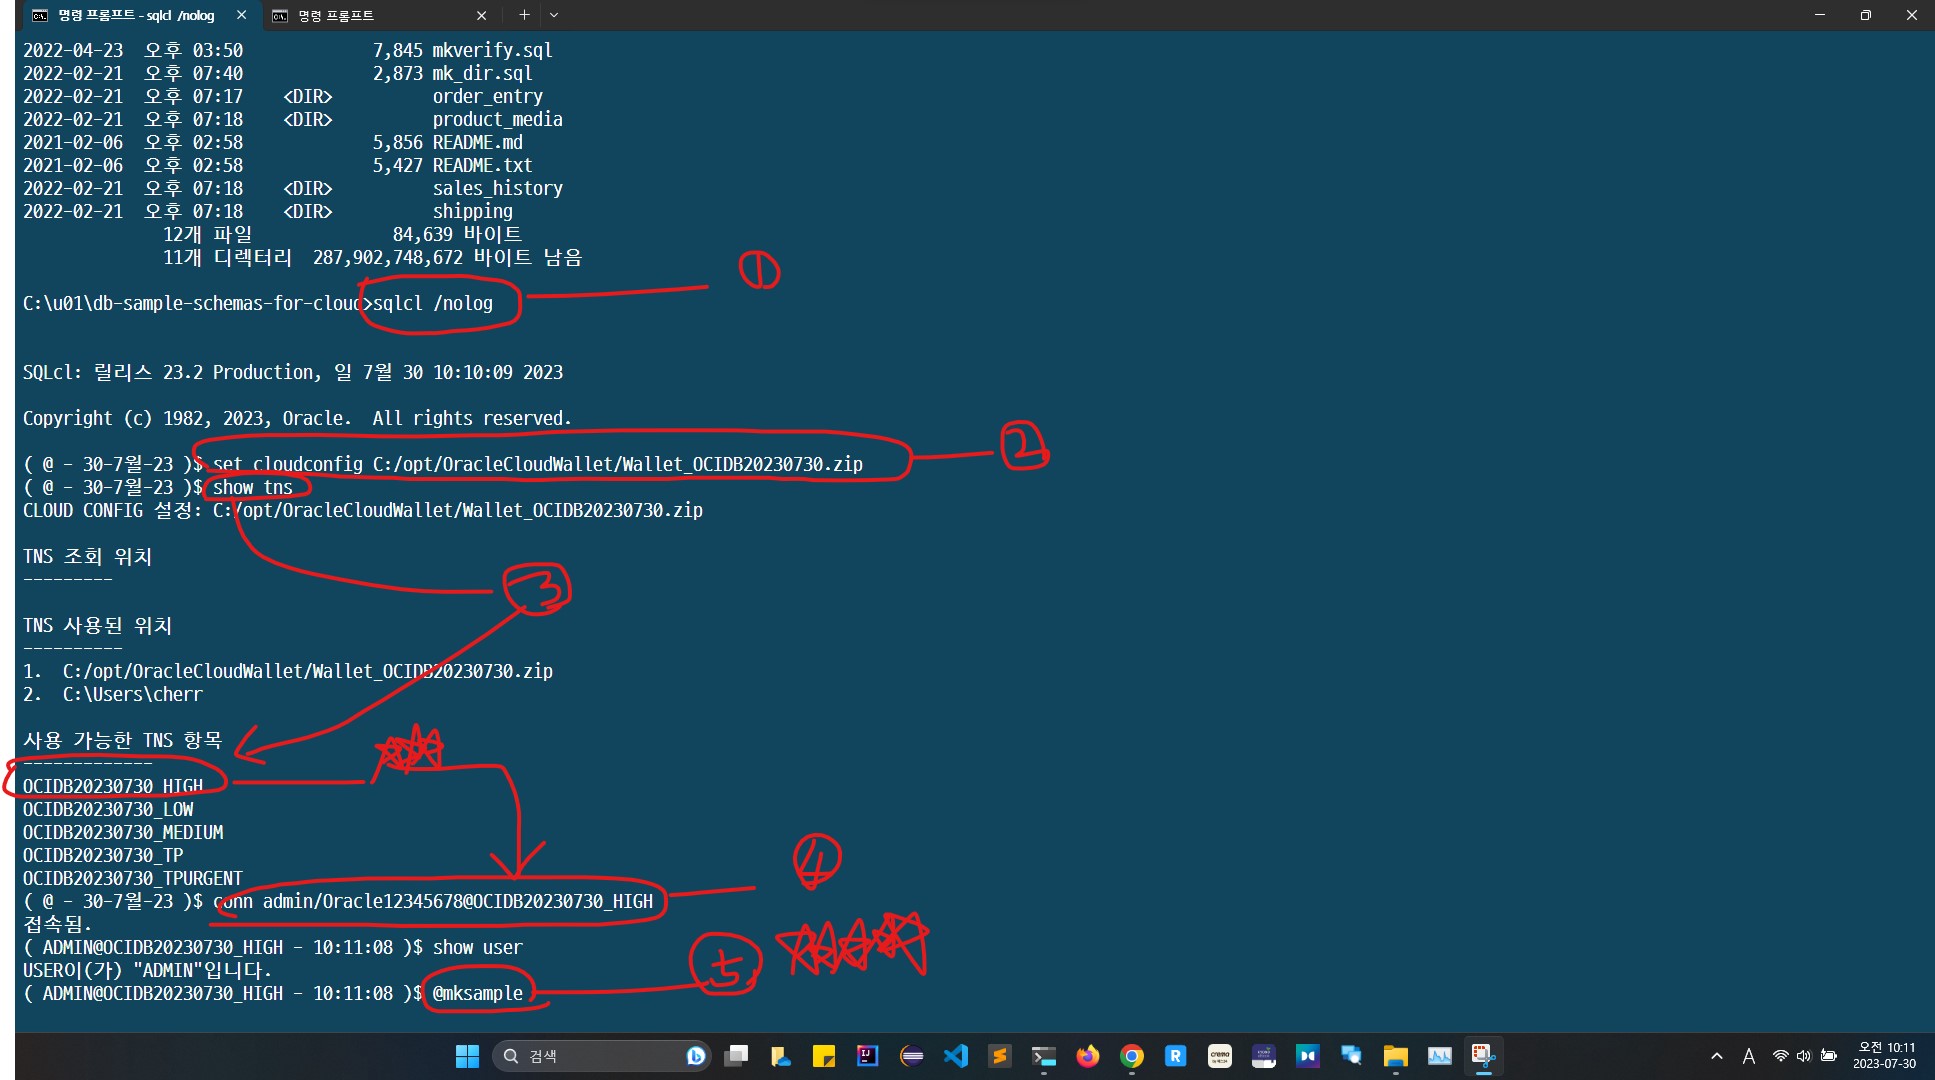 명령 프롬프트 - sqlcl /nolog
명령 프롬프트
2022-04-23 오후 03:50 7,845 mkverify.sql
2022-02-21 오후 07:40 2,873 mk_dir.sql
2022-02-21 오후 07:17 <DIR> order_entry
2022-02-21 오후 07:18 <DIR> product_media
2021-02-06 오후 02:58 5,856 README.md
2021-02-06 오후 02:58 5,427 README.txt
2022-02-21 오후 07:18 <DIR> sales_history
2022-02-21 오후 07:18 <DIR> shipping
12개 파일 84,639 바이트
11개 디렉터리 287,902,748,672 바이트 남음
①
C:\u01\db-sample-schemas-for-cloud>sqlcl /nolog
SQLcl: 릴리스 23.2 Production, 일 7월 30 10:10:09 2023
Copyright (c) 1982, 2023, Oracle. All rights reserved.
②
( @ - 30-7월-23 )$ set cloudconfig C:/opt/OracleCloudWallet/Wallet_OCIDB20230730.zip
( @ - 30-7월-23 )$ show tns
CLOUD CONFIG 설정: C:/opt/OracleCloudWallet/Wallet_OCIDB20230730.zip
TNS 조회 위치
---------
③
TNS 사용된 위치
----------
1. C:/opt/OracleCloudWallet/Wallet_OCIDB20230730.zip
2. C:\Users\cherr
사용 가능한 TNS 항목
-------------
OCIDB20230730_HIGH
OCIDB20230730_LOW
OCIDB20230730_MEDIUM
OCIDB20230730_TP
④
OCIDB20230730_TPURGENT
( @ - 30-7월-23 )$ conn admin/Oracle12345678@OCIDB20230730_HIGH
접속됨.
( ADMIN@OCIDB20230730_HIGH - 10:11:08 )$ show user
USER이(가) "ADMIN"입니다.
⑤
( ADMIN@OCIDB20230730_HIGH - 10:11:08 )$ @mksample
검색
A
오전 10:11
2023-07-30